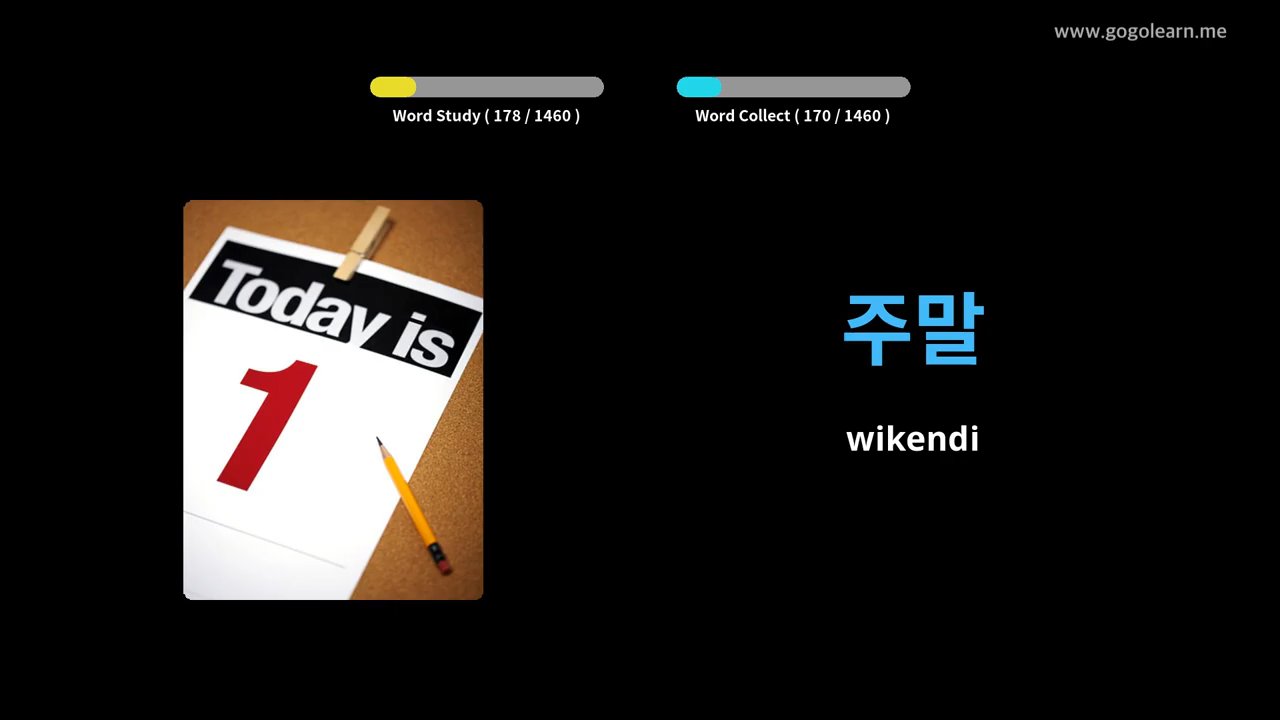 www.gogolearn.me
Word Study ( 178 / 1460 )
Word Collect ( 170 / 1460 )
Today is
1
주말
wikendi